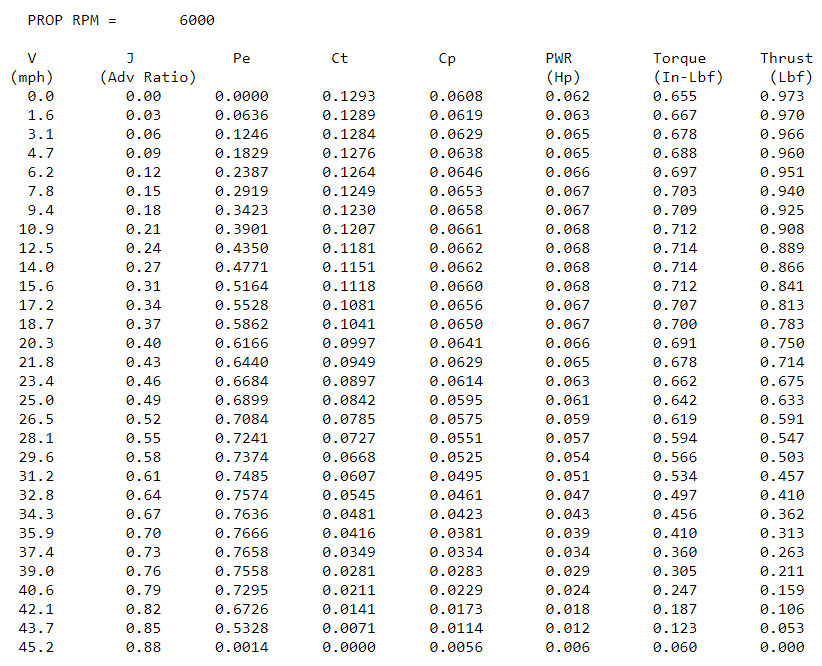 PROP RPM = 6000
V J Pe Ct Cp PWR Torque Thrust
(mph) (Adv Ratio) (Hp) (In-Lbf) (Lbf)
0.0 0.00 0.0000 0.1293 0.0608 0.062 0.655 0.973
1.6 0.03 0.0636 0.1289 0.0619 0.063 0.667 0.970
3.1 0.06 0.1246 0.1284 0.0629 0.065 0.678 0.966
4.7 0.09 0.1829 0.1276 0.0638 0.065 0.688 0.960
6.2 0.12 0.2387 0.1264 0.0646 0.066 0.697 0.951
7.8 0.15 0.2919 0.1249 0.0653 0.067 0.703 0.940
9.4 0.18 0.3423 0.1230 0.0658 0.067 0.709 0.925
10.9 0.21 0.3901 0.1207 0.0661 0.068 0.712 0.908
12.5 0.24 0.4350 0.1181 0.0662 0.068 0.714 0.889
14.0 0.27 0.4771 0.1151 0.0662 0.068 0.714 0.866
15.6 0.31 0.5164 0.1118 0.0660 0.068 0.712 0.841
17.2 0.34 0.5528 0.1081 0.0656 0.067 0.707 0.813
18.7 0.37 0.5862 0.1041 0.0650 0.067 0.700 0.783
20.3 0.40 0.6166 0.0997 0.0641 0.066 0.691 0.750
21.8 0.43 0.6440 0.0949 0.0629 0.065 0.678 0.714
23.4 0.46 0.6684 0.0897 0.0614 0.063 0.662 0.675
25.0 0.49 0.6899 0.0842 0.0595 0.061 0.642 0.633
26.5 0.52 0.7084 0.0785 0.0575 0.059 0.619 0.591
28.1 0.55 0.7241 0.0727 0.0551 0.057 0.594 0.547
29.6 0.58 0.7374 0.0668 0.0525 0.054 0.566 0.503
31.2 0.61 0.7485 0.0607 0.0495 0.051 0.534 0.457
32.8 0.64 0.7574 0.0545 0.0461 0.047 0.497 0.410
34.3 0.67 0.7636 0.0481 0.0423 0.043 0.456 0.362
35.9 0.70 0.7666 0.0416 0.0381 0.039 0.410 0.313
37.4 0.73 0.7658 0.0349 0.0334 0.034 0.360 0.263
39.0 0.76 0.7558 0.0281 0.0283 0.029 0.305 0.211
40.6 0.79 0.7295 0.0211 0.0229 0.024 0.247 0.159
42.1 0.82 0.6726 0.0141 0.0173 0.018 0.187 0.106
43.7 0.85 0.5328 0.0071 0.0114 0.012 0.123 0.053
45.2 0.88 0.0014 0.0000 0.0056 0.006 0.060 0.000